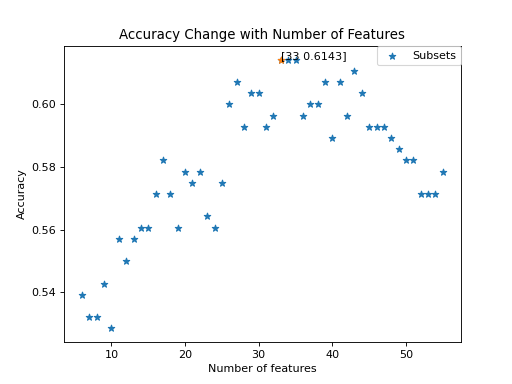 Accuracy Change with Number of Features
[33 0.6143]
Subsets
Accuracy
0.60
0.58
0.56
0.54
10 20 30 40 50
Number of features